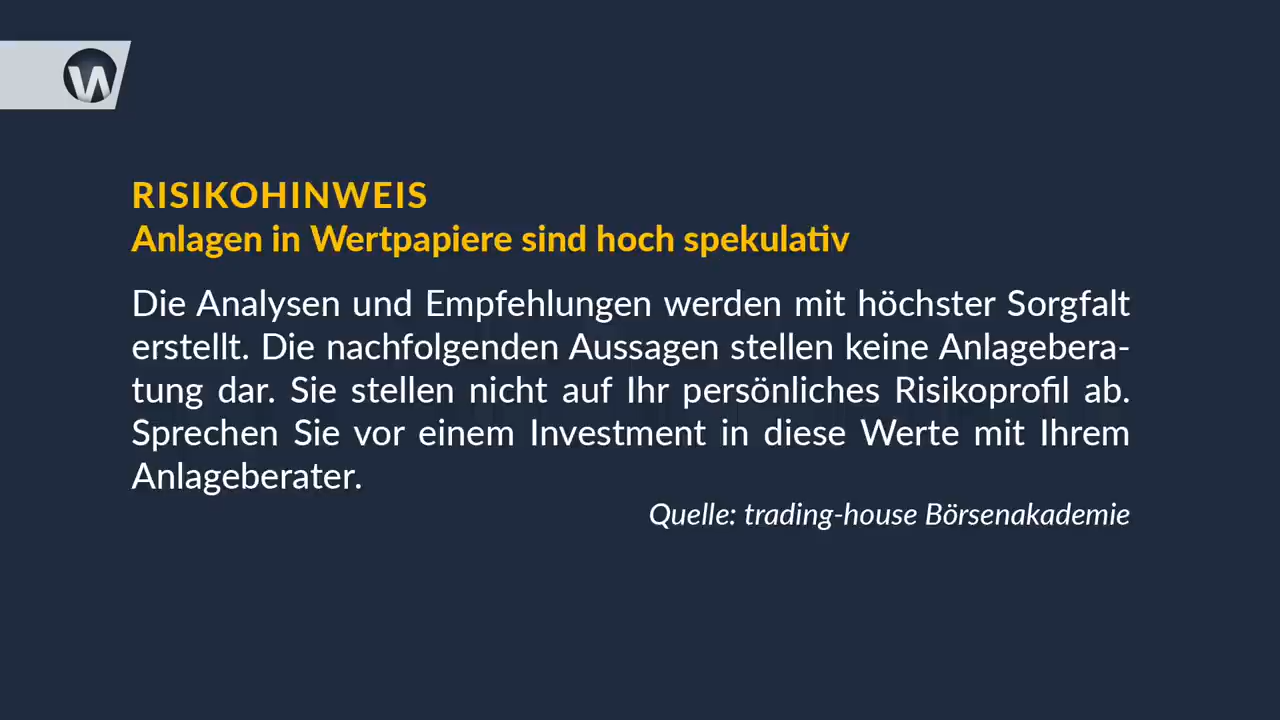 W
RISIKOHINWEIS
Anlagen in Wertpapiere sind hoch spekulativ
Die Analysen und Empfehlungen werden mit höchster Sorgfalt
erstellt. Die nachfolgenden Aussagen stellen keine Anlagebera-
tung dar. Sie stellen nicht auf Ihr persönliches Risikoprofil ab.
Sprechen Sie vor einem Investment in diese Werte mit Ihrem
Anlageberater.
Quelle: trading-house Börsenakademie